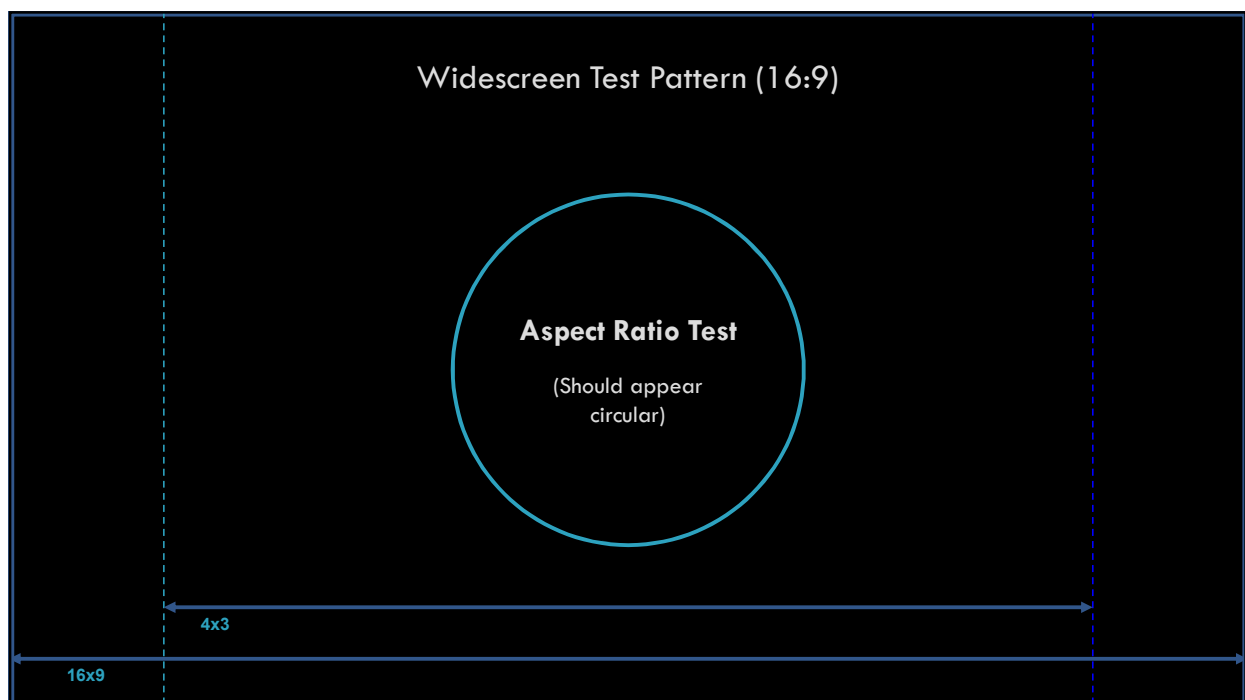 Widescreen Test Pattern (16:9)
Aspect Ratio Test
(Should appear
circular)
4x3
16x9